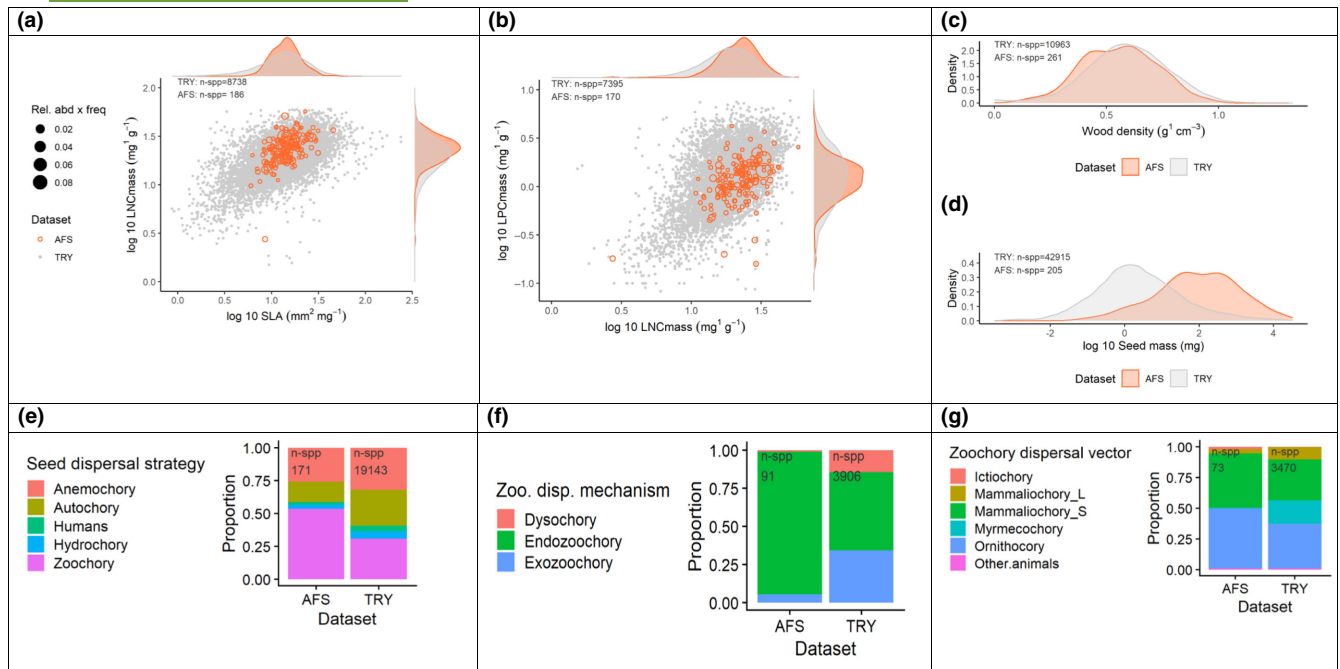 (a)
TRY: n-spp=8738
AFS: n-spp= 186
Rel. abd x freq
0.02
0.04
0.06
0.08
Dataset
AFS
TRY
log 10 LNCmass (mg¹ g⁻¹)
2.0
1.5
1.0
0.5
0.0
0.0 0.5 1.0 1.5 2.0 2.5
log 10 SLA (mm² mg⁻¹)
(b)
TRY: n-spp=7395
AFS: n-spp= 170
log 10 LPCmass (mg¹ g⁻¹)
1.0
0.5
0.0
−0.5
−1.0
0.0 0.5 1.0 1.5
log 10 LNCmass (mg¹ g⁻¹)
(c)
TRY: n-spp=10963
AFS: n-spp= 261
Density
2.0
1.5
1.0
0.5
0.0
0.0 0.5 1.0
Wood density (g¹ cm⁻³)
Dataset AFS TRY
(d)
TRY: n-spp=42915
AFS: n-spp= 205
Density
0.4
0.3
0.2
0.1
0.0
-2 0 2 4
log 10 Seed mass (mg)
Dataset AFS TRY
(e)
Seed dispersal strategy
Anemochory
Autochory
Humans
Hydrochory
Zoochory
Proportion
1.00
0.75
0.50
0.25
0.00
n-spp n-spp
171 19143
AFS TRY
Dataset
(f)
Zoo. disp. mechanism
Dysochory
Endozoochory
Exozoochory
Proportion
1.00
0.75
0.50
0.25
0.00
n-spp n-spp
91 3906
AFS TRY
Dataset
(g)
Zoochory dispersal vector
Ictiochory
Mammaliochory_L
Mammaliochory_S
Myrmecochory
Ornithocory
Other.animals
Proportion
1.00
0.75
0.50
0.25
0.00
n-spp n-spp
73 3470
AFS TRY
Dataset